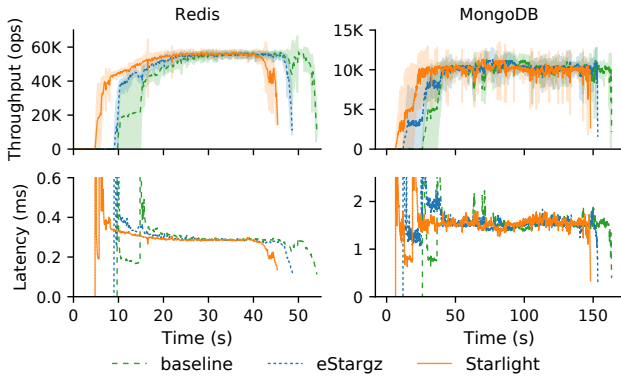 Redis
MongoDB
Throughput (ops)
60K
40K
20K
0
15K
10K
5K
0
Latency (ms)
0.6
0.4
0.2
0.0
2
1
0 10 20 30 40 50
0 50 100 150
Time (s)
Time (s)
baseline eStargz Starlight